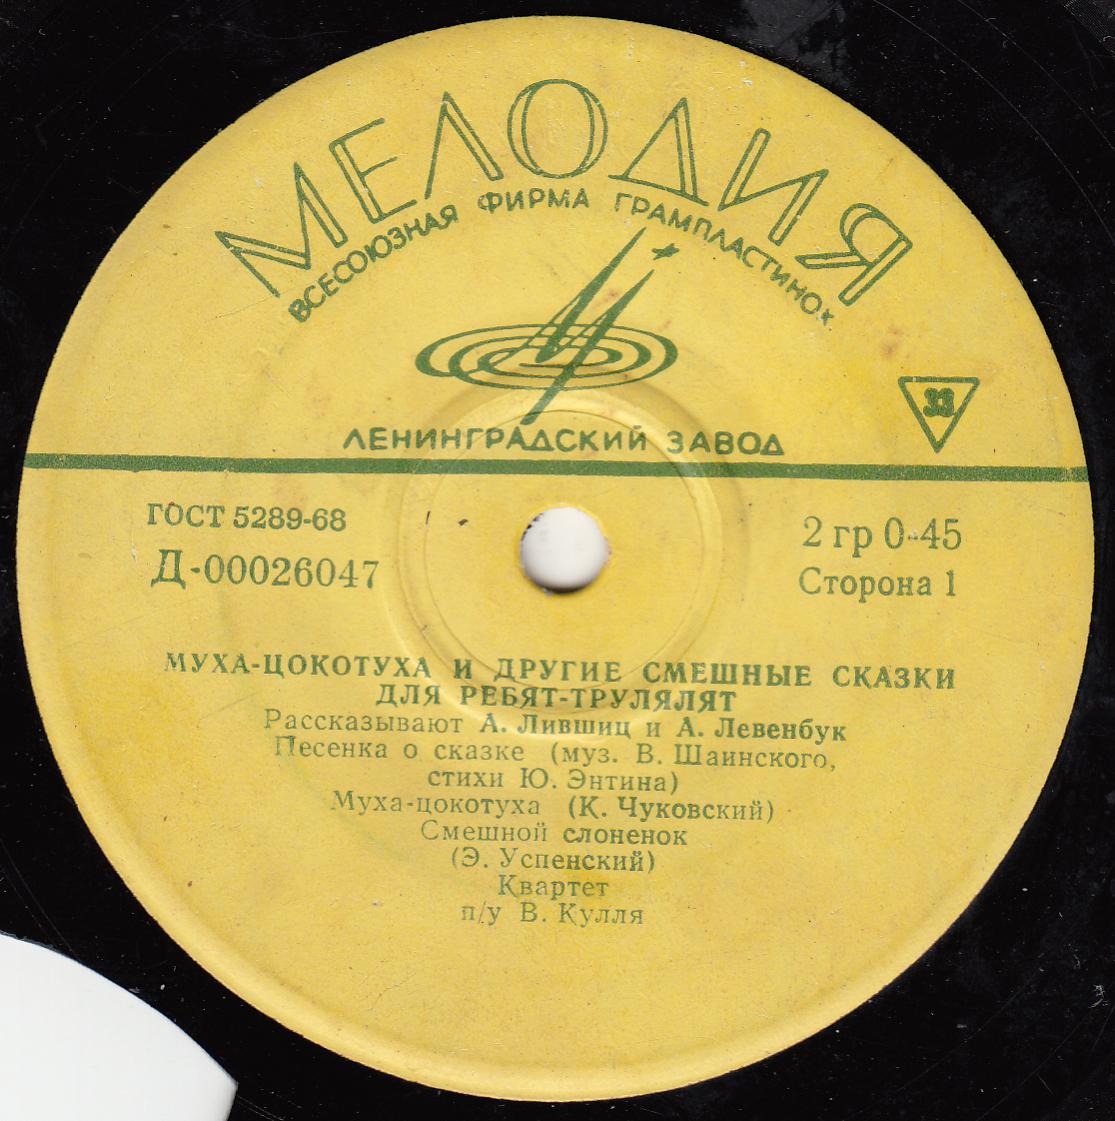 МЕЛОДИЯ
ВСЕСОЮЗНАЯ ФИРМА ГРАМПЛАСТИНОК
33
ЛЕНИНГРАДСКИЙ ЗАВОД
ГОСТ 5289-68
2 гр 0-45
Д-00026047
Сторона 1
МУХА-ЦОКОТУХА И ДРУГИЕ СМЕШНЫЕ СКАЗКИ
ДЛЯ РЕБЯТ-ТРУЛЯЛЯТ
Рассказывают А. Лившиц и А. Левенбук
Песенка о сказке (муз. В. Шаинского,
стихи Ю. Энтина)
Муха-цокотуха (К. Чуковский)
Смешной слоненок
(Э. Успенский)
Квартет
п/у В. Кулля